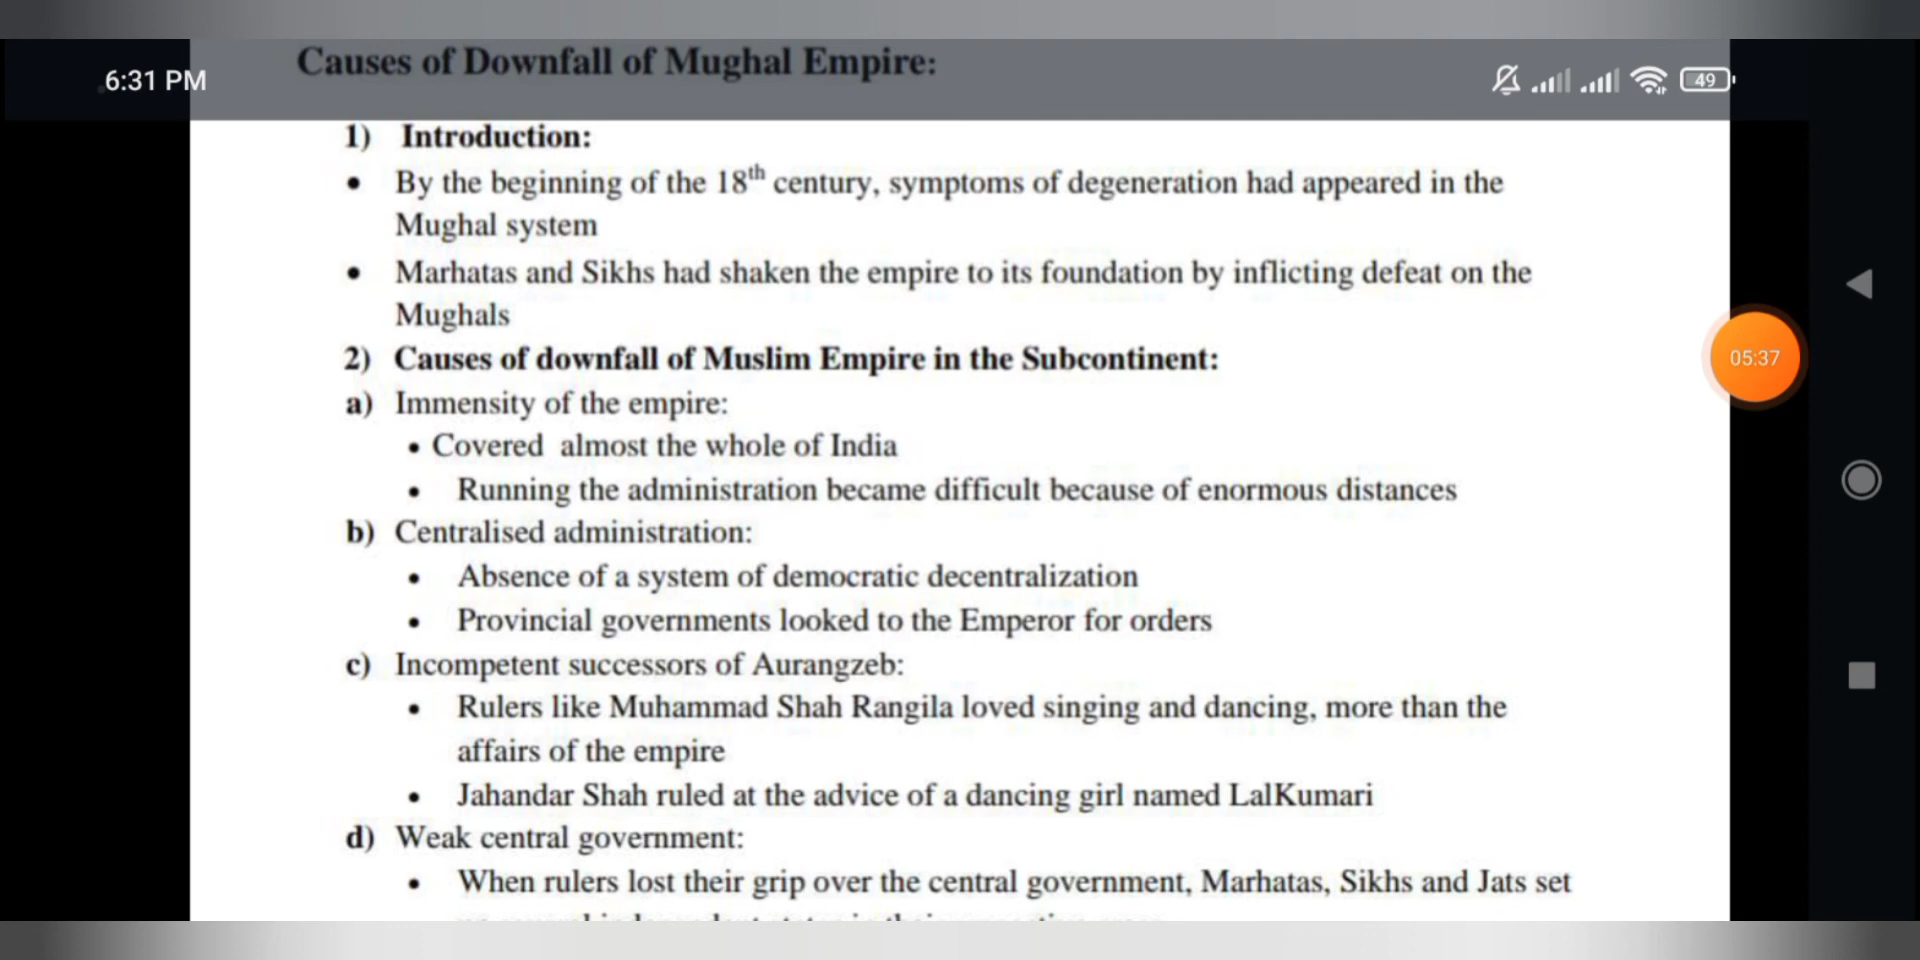 Causes of Downfall of Mughal Empire:
6:31 PM
49
1) Introduction:
• By the beginning of the 18th century, symptoms of degeneration had appeared in the
Mughal system
• Marhatas and Sikhs had shaken the empire to its foundation by inflicting defeat on the
Mughals
2) Causes of downfall of Muslim Empire in the Subcontinent:
05:37
a) Immensity of the empire:
• Covered almost the whole of India
• Running the administration became difficult because of enormous distances
b) Centralised administration:
• Absence of a system of democratic decentralization
• Provincial governments looked to the Emperor for orders
c) Incompetent successors of Aurangzeb:
• Rulers like Muhammad Shah Rangila loved singing and dancing, more than the
affairs of the empire
• Jahandar Shah ruled at the advice of a dancing girl named LalKumari
d) Weak central government:
• When rulers lost their grip over the central government, Marhatas, Sikhs and Jats set